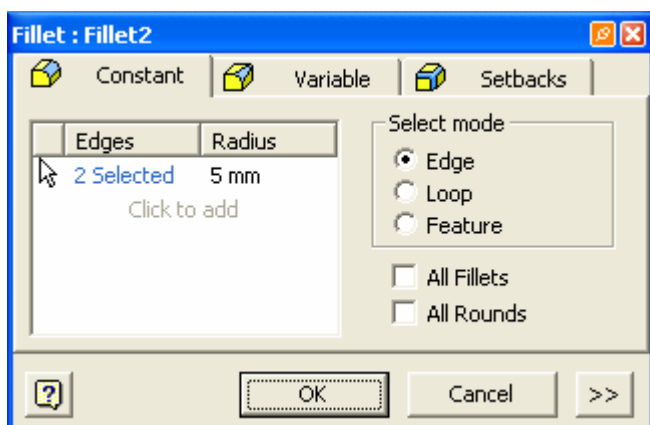 Fillet : Fillet2
Constant Variable Setbacks
Edges Radius
2 Selected 5 mm
Click to add
Select mode
Edge
Loop
Feature
All Fillets
All Rounds
? OK Cancel >>